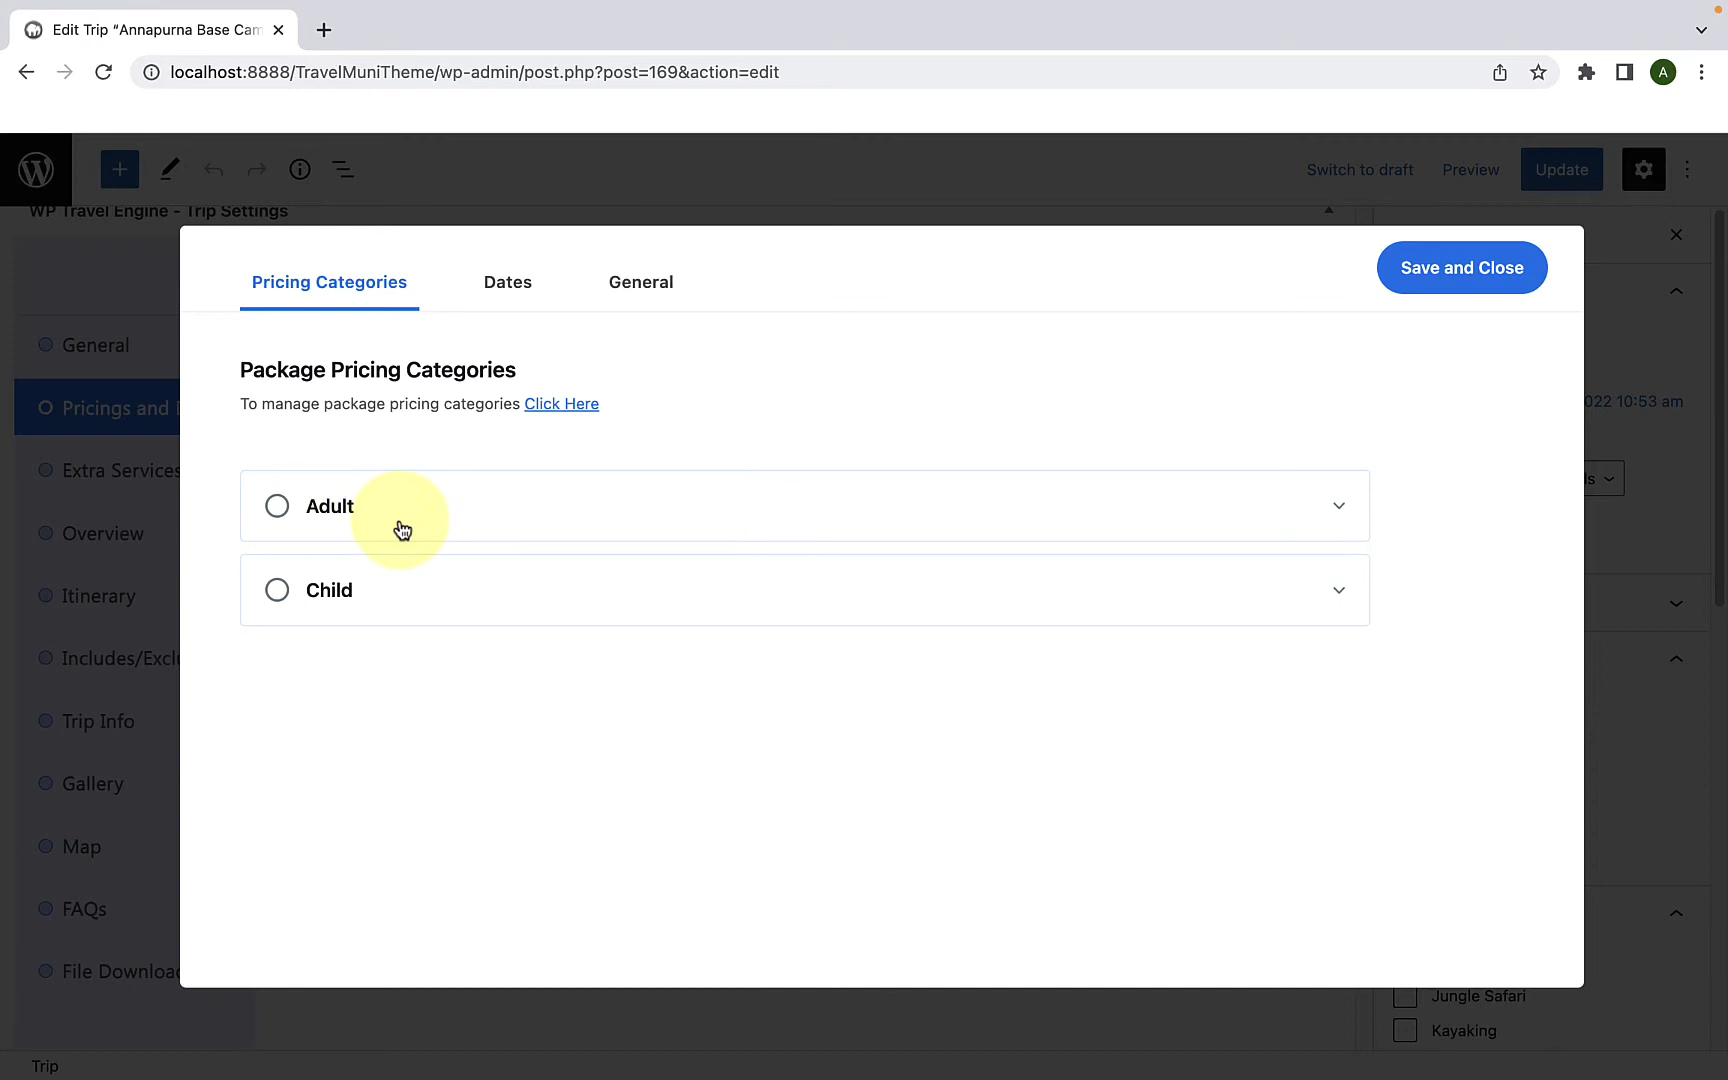 Edit Trip “Annapurna Base Cam
localhost:8888/TravelMuniTheme/wp-admin/post.php?post=169&action=edit
A
Switch to draft
Preview
Update
WP Travel Engine - Trip Settings
Pricing Categories
Dates
General
Save and Close
General
Package Pricing Categories
To manage package pricing categories Click Here
Pricings and
022 10:53 am
Extra Services
ls
Adult
Overview
Child
Itinerary
Includes/Exclu
Trip Info
Gallery
Map
FAQs
File Download
Jungle Safari
Kayaking
Trip